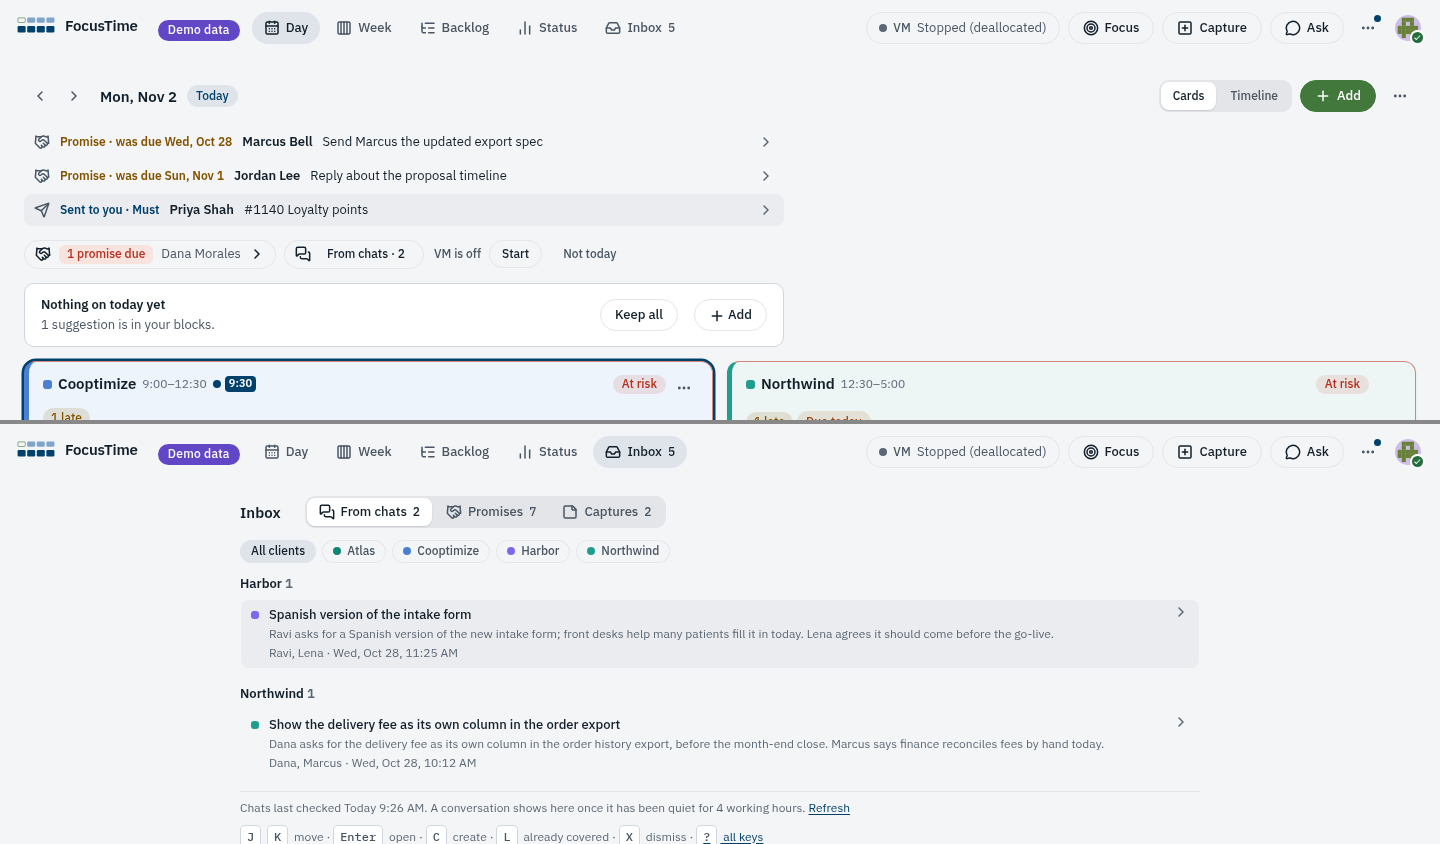 FocusTime Demo data Day Week Backlog Status Inbox 5 VM Stopped (deallocated) Focus Capture Ask
Mon, Nov 2 Today Cards Timeline + Add
Promise · was due Wed, Oct 28 Marcus Bell Send Marcus the updated export spec
Promise · was due Sun, Nov 1 Jordan Lee Reply about the proposal timeline
Sent to you · Must Priya Shah #1140 Loyalty points
1 promise due Dana Morales From chats · 2 VM is off Start Not today
Nothing on today yet
1 suggestion is in your blocks.
Keep all + Add
Cooptimize 9:00–12:30 9:30 At risk
Northwind 12:30–5:00 At risk
1 late
1 late Due today
FocusTime Demo data Day Week Backlog Status Inbox 5 VM Stopped (deallocated) Focus Capture Ask
Inbox From chats 2 Promises 7 Captures 2
All clients Atlas Cooptimize Harbor Northwind
Harbor 1
Spanish version of the intake form
Ravi asks for a Spanish version of the new intake form; front desks help many patients fill it in today. Lena agrees it should come before the go-live.
Ravi, Lena · Wed, Oct 28, 11:25 AM
Northwind 1
Show the delivery fee as its own column in the order export
Dana asks for the delivery fee as its own column in the order history export, before the month-end close. Marcus says finance reconciles fees by hand today.
Dana, Marcus · Wed, Oct 28, 10:12 AM
Chats last checked Today 9:26 AM. A conversation shows here once it has been quiet for 4 working hours. Refresh
J K move · Enter open · C create · L already covered · X dismiss · ? all keys